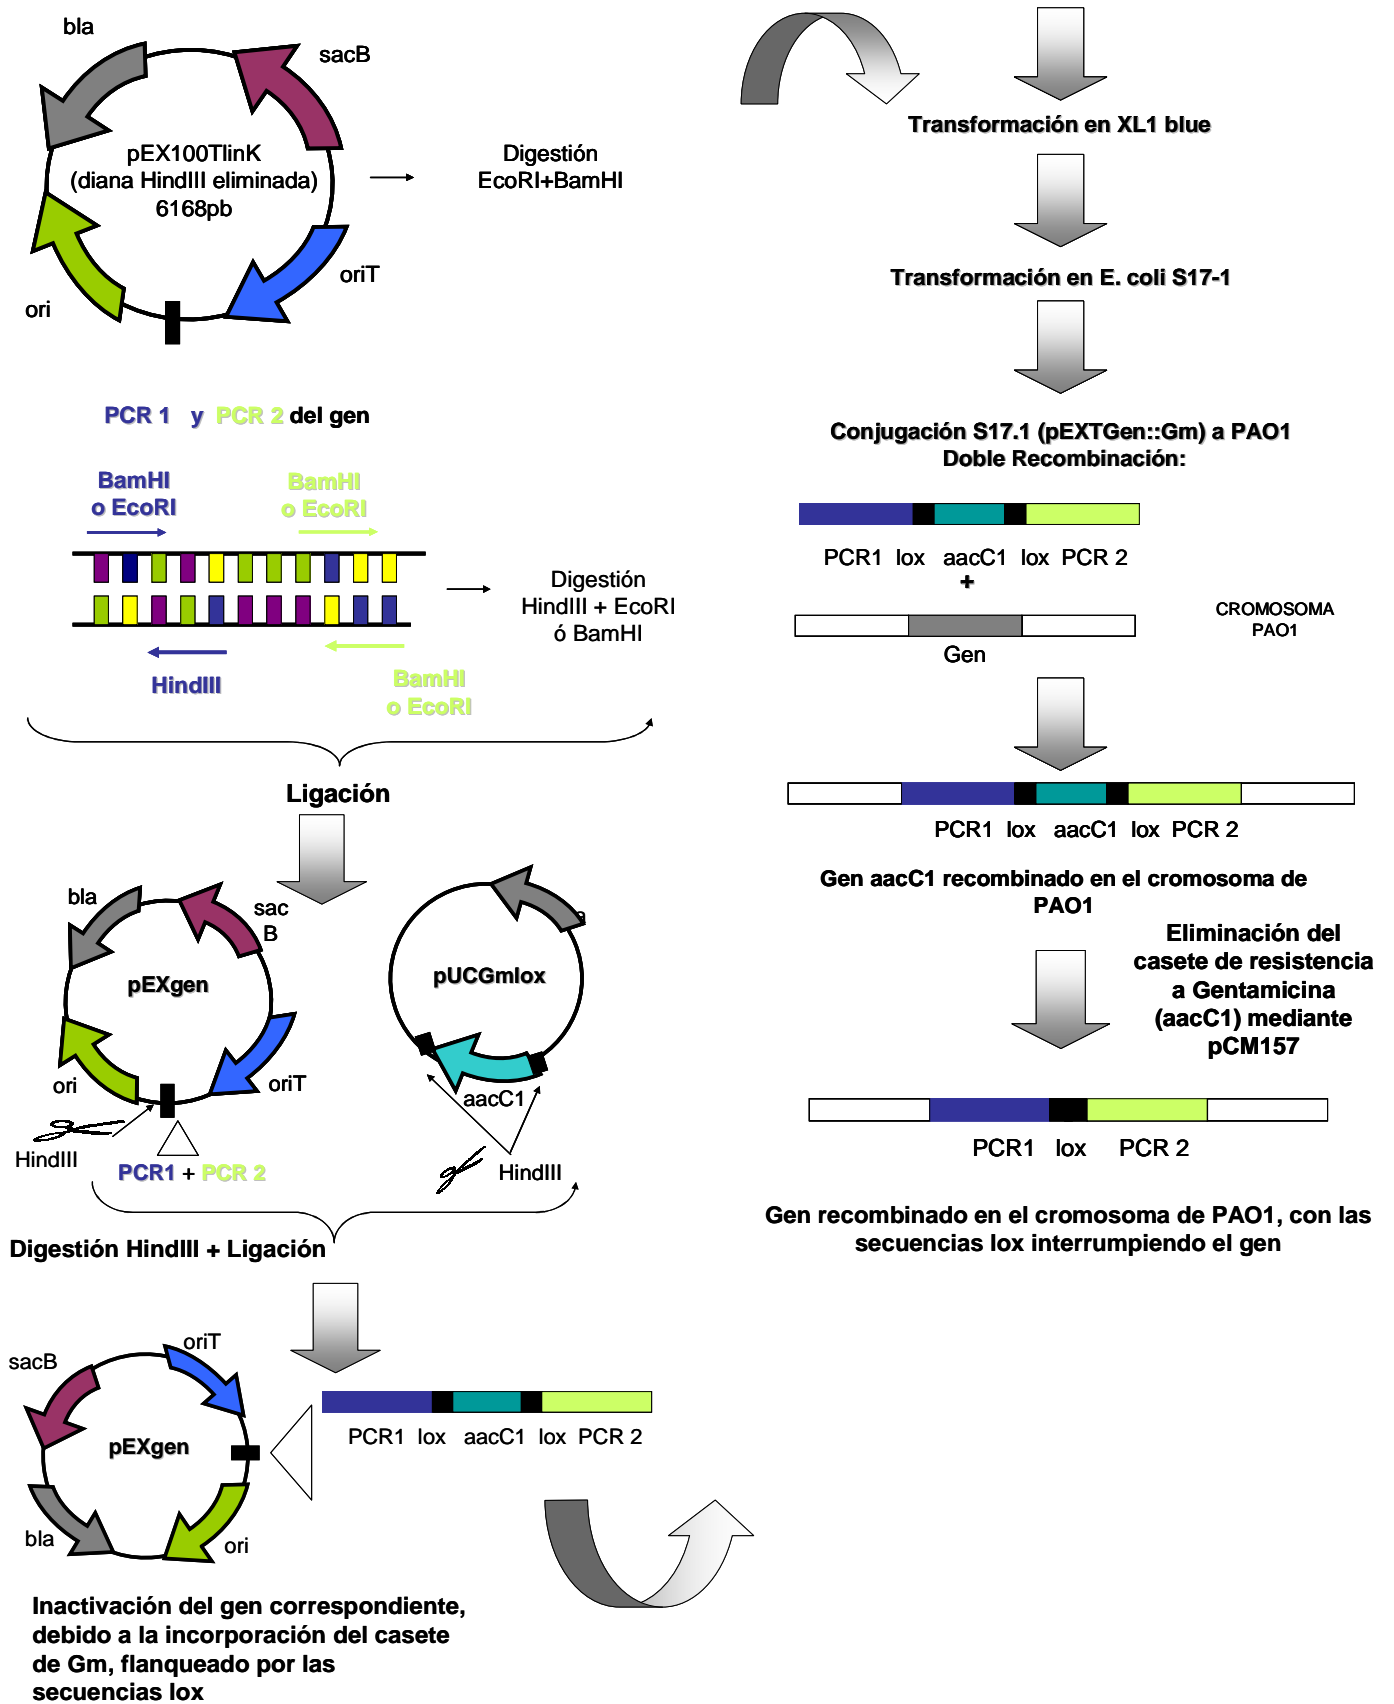 bla
sacB
pEX100TlinK
(diana HindIII eliminada)
6168pb
ori
oriT
Digestión
EcoRI+BamHI
PCR 1 y PCR 2 del gen
BamHI
o EcoRI
BamHI
o EcoRI
Digestión
HindIII + EcoRI
ó BamHI
HindIII
BamHI
o EcoRI
Ligación
bla
sac
B
pEXgen
ori
oriT
HindIII
PCR1 + PCR 2
pUCGmlox
aacC1
HindIII
Digestión HindIII + Ligación
oriT
sacB
pEXgen
bla
ori
PCR1 lox aacC1 lox PCR 2
Inactivación del gen correspondiente,
debido a la incorporación del casete
de Gm, flanqueado por las
secuencias lox
Transformación en XL1 blue
Transformación en E. coli S17-1
Conjugación S17.1 (pEXTGen::Gm) a PAO1
Doble Recombinación:
PCR1 lox aacC1 lox PCR 2
+
Gen
CROMOSOMA
PAO1
PCR1 lox aacC1 lox PCR 2
Gen aacC1 recombinado en el cromosoma de
PAO1
Eliminación del
casete de resistencia
a Gentamicina
(aacC1) mediante
pCM157
PCR1 lox PCR 2
Gen recombinado en el cromosoma de PAO1, con las
secuencias lox interrumpiendo el gen